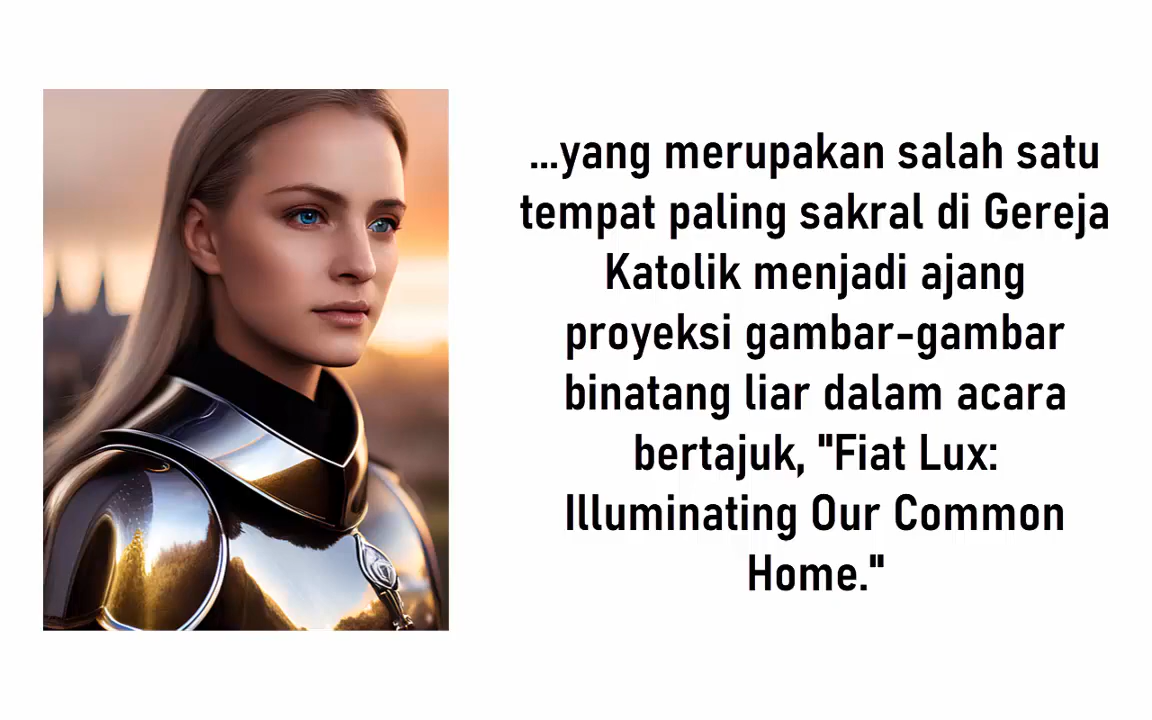 ...yang merupakan salah satu
tempat paling sakral di Gereja
Katolik menjadi ajang
proyeksi gambar-gambar
binatang liar dalam acara
bertajuk, "Fiat Lux:
Illuminating Our Common
Home."